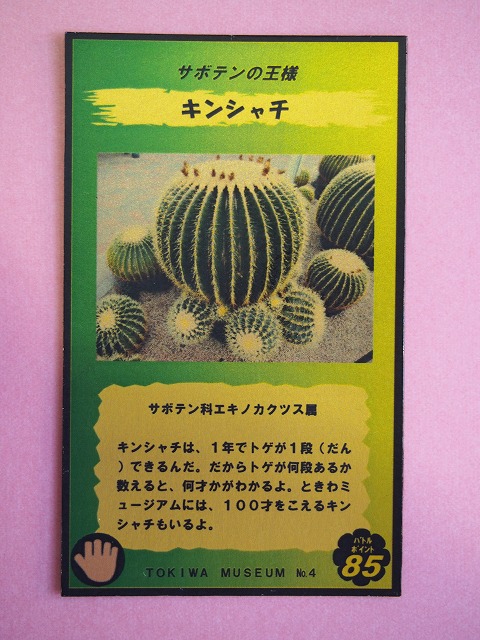 サボテンの王様
キンシャチ
サボテン科エキノカクツス属
キンシャチは、１年でトゲが１段（だん
）できるんだ。だからトゲが何段あるか
数えると、何才かがわかるよ。ときわミ
ュージアムには、１００才をこえるキン
シャチもいるよ。
バトル
ポイント
85
TOKIWA MUSEUM №4